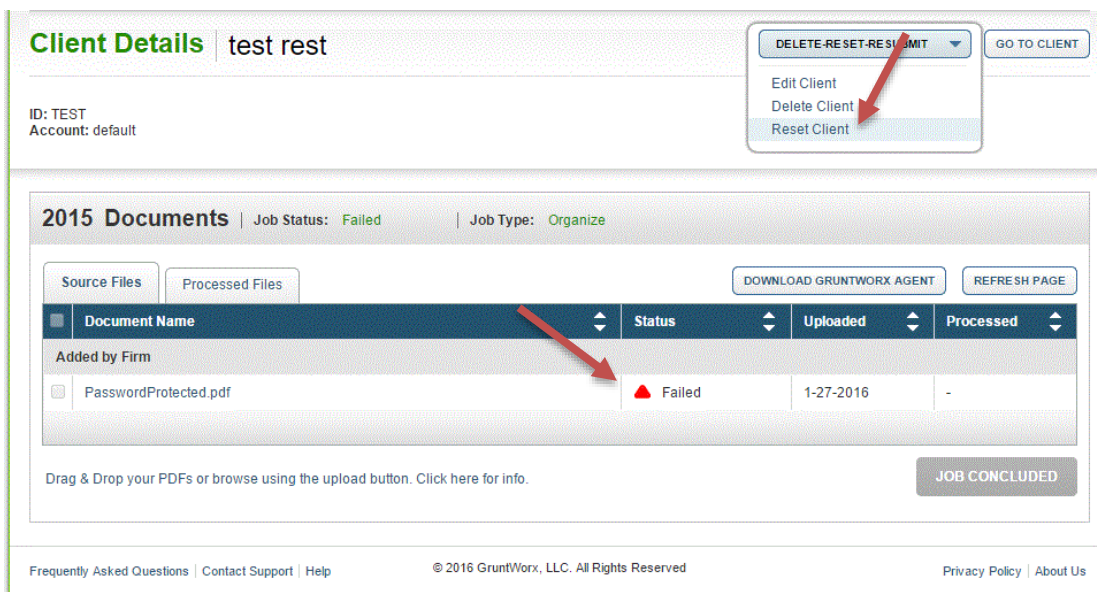 Client Details | test rest
DELETE-RESET-RESUBMIT
GO TO CLIENT
Edit Client
Delete Client
Reset Client
ID: TEST
Account: default
2015 Documents | Job Status: Failed | Job Type: Organize
Source Files
Processed Files
DOWNLOAD GRUNTWORX AGENT
REFRESH PAGE
Document Name Status Uploaded Processed
Added by Firm
PasswordProtected.pdf Failed 1-27-2016 -
Drag & Drop your PDFs or browse using the upload button. Click here for info.
JOB CONCLUDED
Frequently Asked Questions | Contact Support | Help
© 2016 GruntWorx, LLC. All Rights Reserved
Privacy Policy | About Us